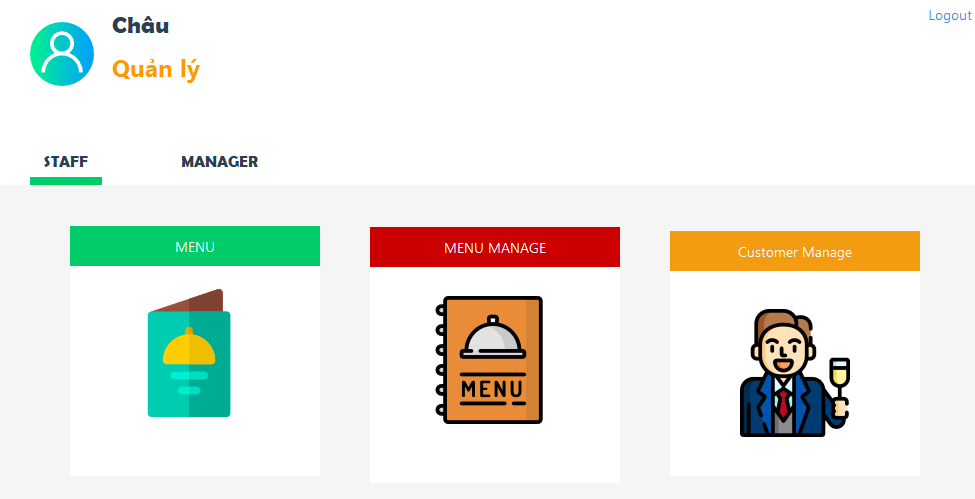 Châu
Logout
Quản lý
STAFF
MANAGER
MENU
MENU MANAGE
Customer Manage
MENU